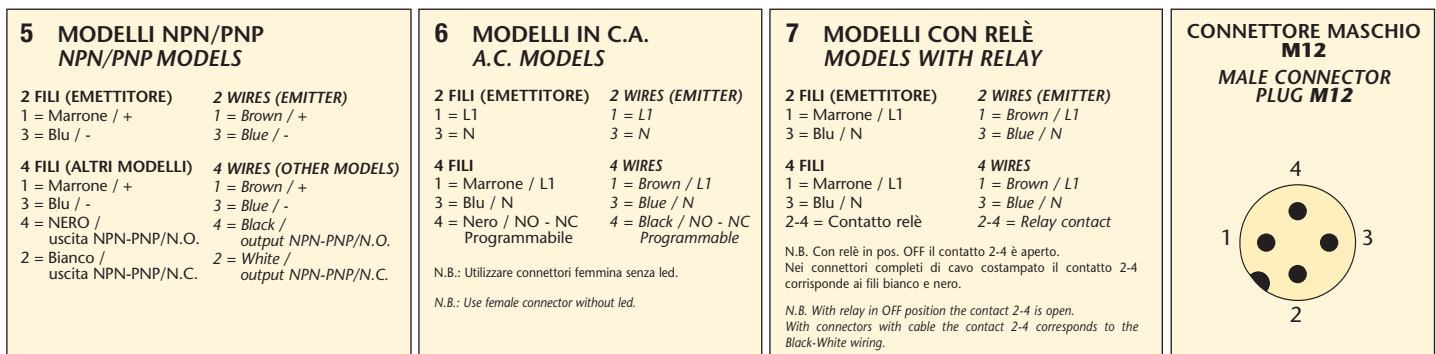 5 MODELLI NPN/PNP
NPN/PNP MODELS
2 FILI (EMETTITORE)
1 = Marrone / +
3 = Blu / -
2 WIRES (EMITTER)
1 = Brown / +
3 = Blue / -
4 FILI (ALTRI MODELLI)
1 = Marrone / +
3 = Blu / -
4 = NERO /
uscita NPN-PNP/N.O.
2 = Bianco /
uscita NPN-PNP/N.C.
4 WIRES (OTHER MODELS)
1 = Brown / +
3 = Blue / -
4 = Black /
output NPN-PNP/N.O.
2 = White /
output NPN-PNP/N.C.
6 MODELLI IN C.A.
A.C. MODELS
2 FILI (EMETTITORE)
1 = L1
3 = N
2 WIRES (EMITTER)
1 = L1
3 = N
4 FILI
1 = Marrone / L1
3 = Blu / N
4 = Nero / NO - NC
Programmabile
4 WIRES
1 = Brown / L1
3 = Blue / N
4 = Black / NO - NC
Programmable
N.B.: Utilizzare connettori femmina senza led.
N.B.: Use female connector without led.
7 MODELLI CON RELÈ
MODELS WITH RELAY
2 FILI (EMETTITORE)
1 = Marrone / L1
3 = Blu / N
2 WIRES (EMITTER)
1 = Brown / L1
3 = Blue / N
4 FILI
1 = Marrone / L1
3 = Blu / N
2-4 = Contatto relè
4 WIRES
1 = Brown / L1
3 = Blue / N
2-4 = Relay contact
N.B. Con relè in pos. OFF il contatto 2-4 è aperto.
Nei connettori completi di cavo costampato il contatto 2-4
corrisponde ai fili bianco e nero.
N.B. With relay in OFF position the contact 2-4 is open.
With connectors with cable the contact 2-4 corresponds to the
Black-White wiring.
CONNETTORE MASCHIO
M12
MALE CONNECTOR
PLUG M12
4
1
3
2